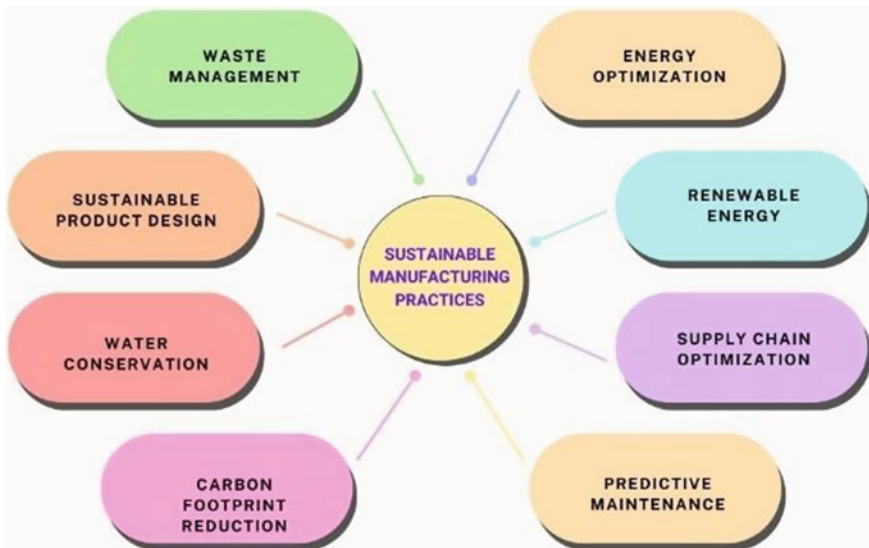 WASTE
MANAGEMENT
ENERGY
OPTIMIZATION
SUSTAINABLE
PRODUCT DESIGN
RENEWABLE
ENERGY
SUSTAINABLE
MANUFACTURING
PRACTICES
WATER
CONSERVATION
SUPPLY CHAIN
OPTIMIZATION
CARBON
FOOTPRINT
REDUCTION
PREDICTIVE
MAINTENANCE